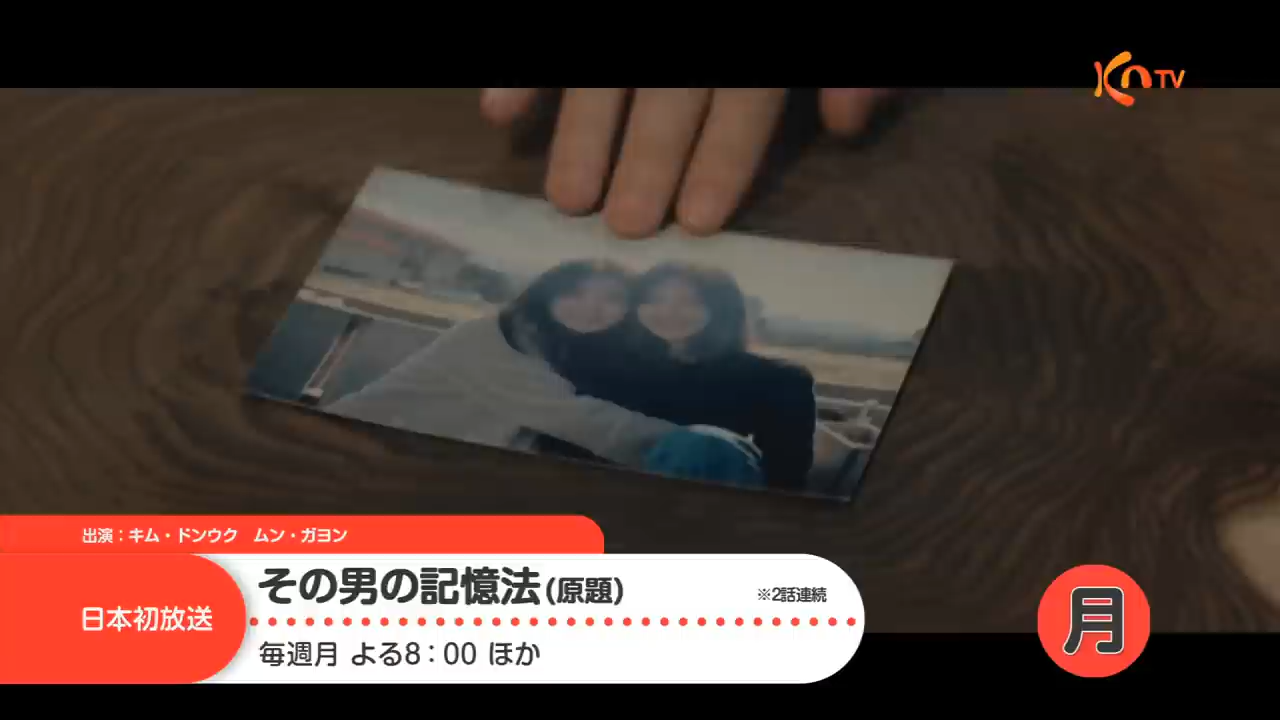 KNTV
出演：キム・ドンウク　ムン・ガヨン
日本初放送
その男の記憶法(原題)
※2話連続
毎週月 よる8：00 ほか
月